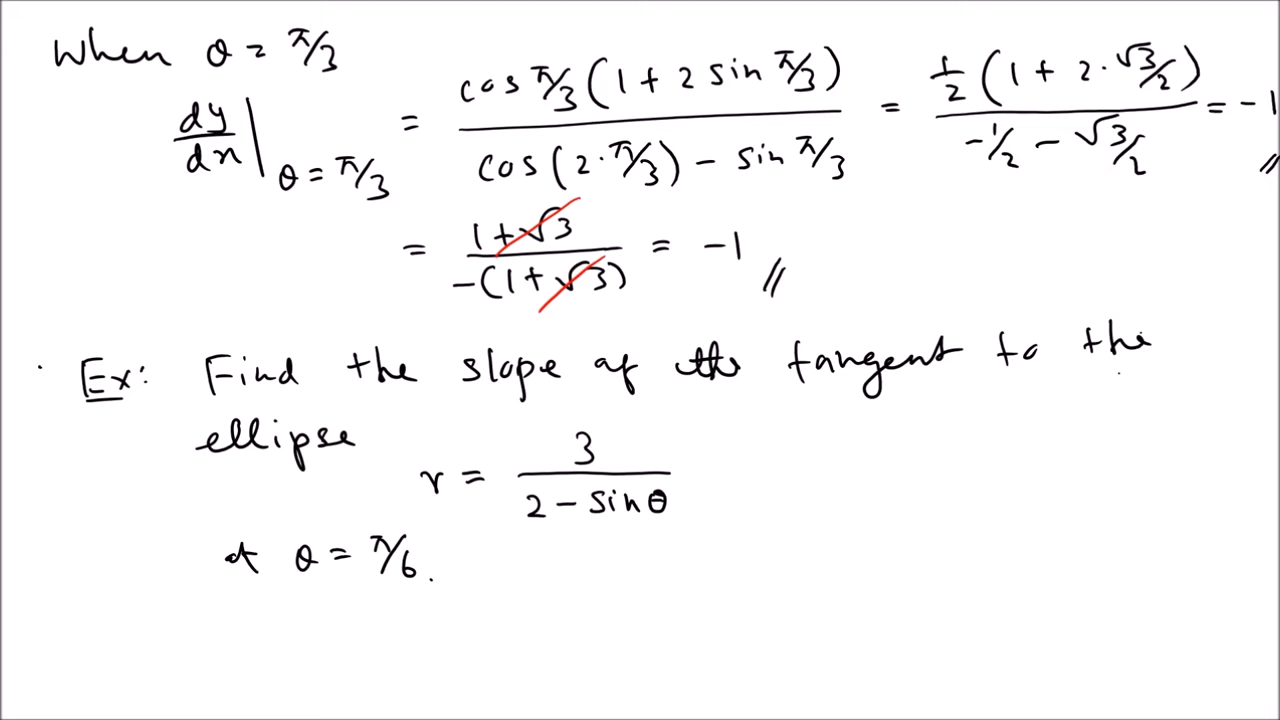 When θ = π/3
dy/dx |θ = π/3 = cos π/3 (1 + 2 sin π/3) / cos(2·π/3) − sin π/3 = ½ (1 + 2·√3/2) / −½ − √3/2 = −1 //
= 1+√3 / −(1+√3) = −1 //
Ex: Find the slope of the tangent to the
ellipse
r = 3 / 2 − sin θ
at θ = π/6.